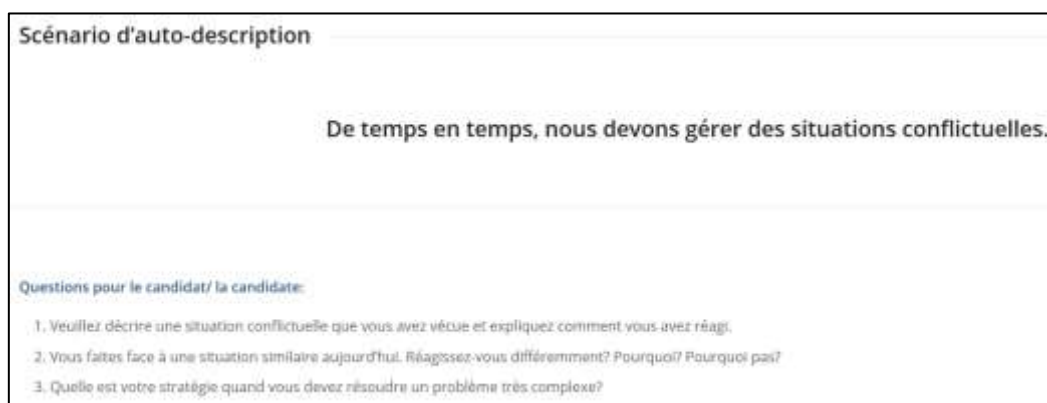 Scénario d'auto-description
De temps en temps, nous devons gérer des situations conflictuelles.
Questions pour le candidat/ la candidate:
1. Veuillez décrire une situation conflictuelle que vous avez vécue et expliquez comment vous avez réagi.
2. Vous faites face à une situation similaire aujourd'hui. Réagissez-vous différemment? Pourquoi? Pourquoi pas?
3. Quelle est votre stratégie quand vous devez résoudre un problème très complexe?